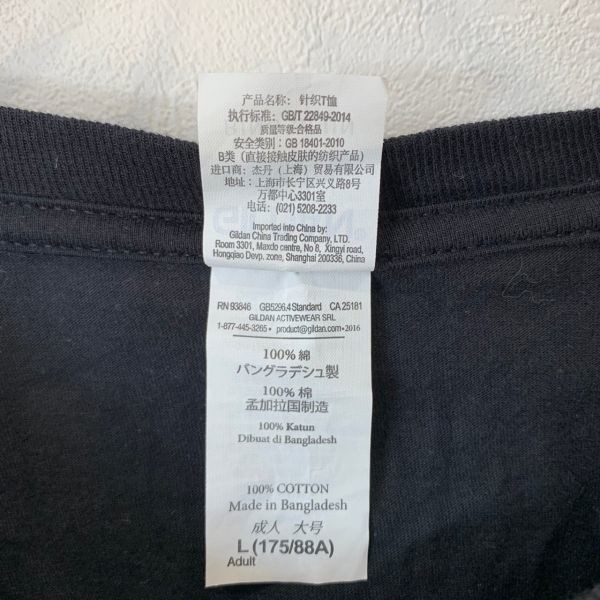 产品名称: 针织T恤
执行标准: GB/T 22849-2014
质量等级:合格品
安全类别: GB 18401-2010
B类 (直接接触皮肤的纺织产品)
进口商: 杰丹 (上海) 贸易有限公司
地址: 上海市长宁区兴义路8号
万都中心3301室
电话: (021) 5208-2233
Imported into China by:
Gildan China Trading Company, LTD.
Room 3301, Maxdo centre, No 8, Xingyi road,
Hongqiao Devp. zone, Shanghai 200336, China
RN 93846 GB5296.4 Standard CA 25181
GILDAN ACTIVEWEAR SRL
1-877-445-3265• product@gildan.com•2016
100% 綿
バングラデシュ製
100% 棉
孟加拉国制造
100% Katun
Dibuat di Bangladesh
100% COTTON
Made in Bangladesh
成人 大号
L (175/88A)
Adult